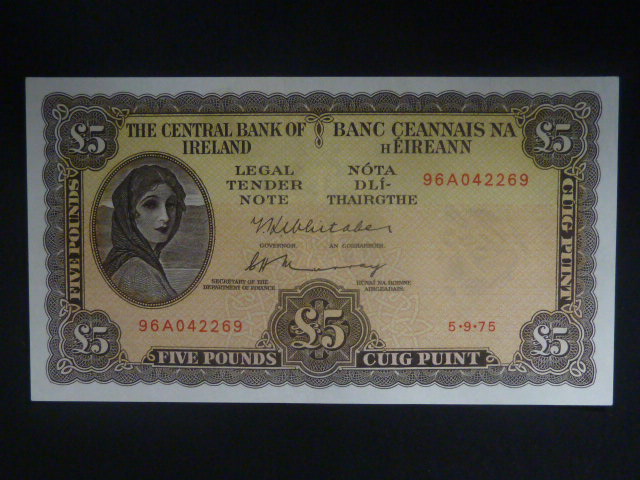 £5
THE CENTRAL BANK OF
IRELAND
BANC CEANNAIS NA
HÉIREANN
£5
LEGAL
TENDER
NOTE
NÓTA
DLÍ-
THAIRGTHE
96A042269
FIVE POUNDS
CUIG PUINT
GOVERNOR.
AN GOBHARNÓIR.
SECRETARY OF THE
DEPARTMENT OF FINANCE.
RÚNAÍ NA ROINNE
AIRGEADAIS.
96A042269
£5
5·9·75
£5
FIVE POUNDS
CUIG PUINT
£5